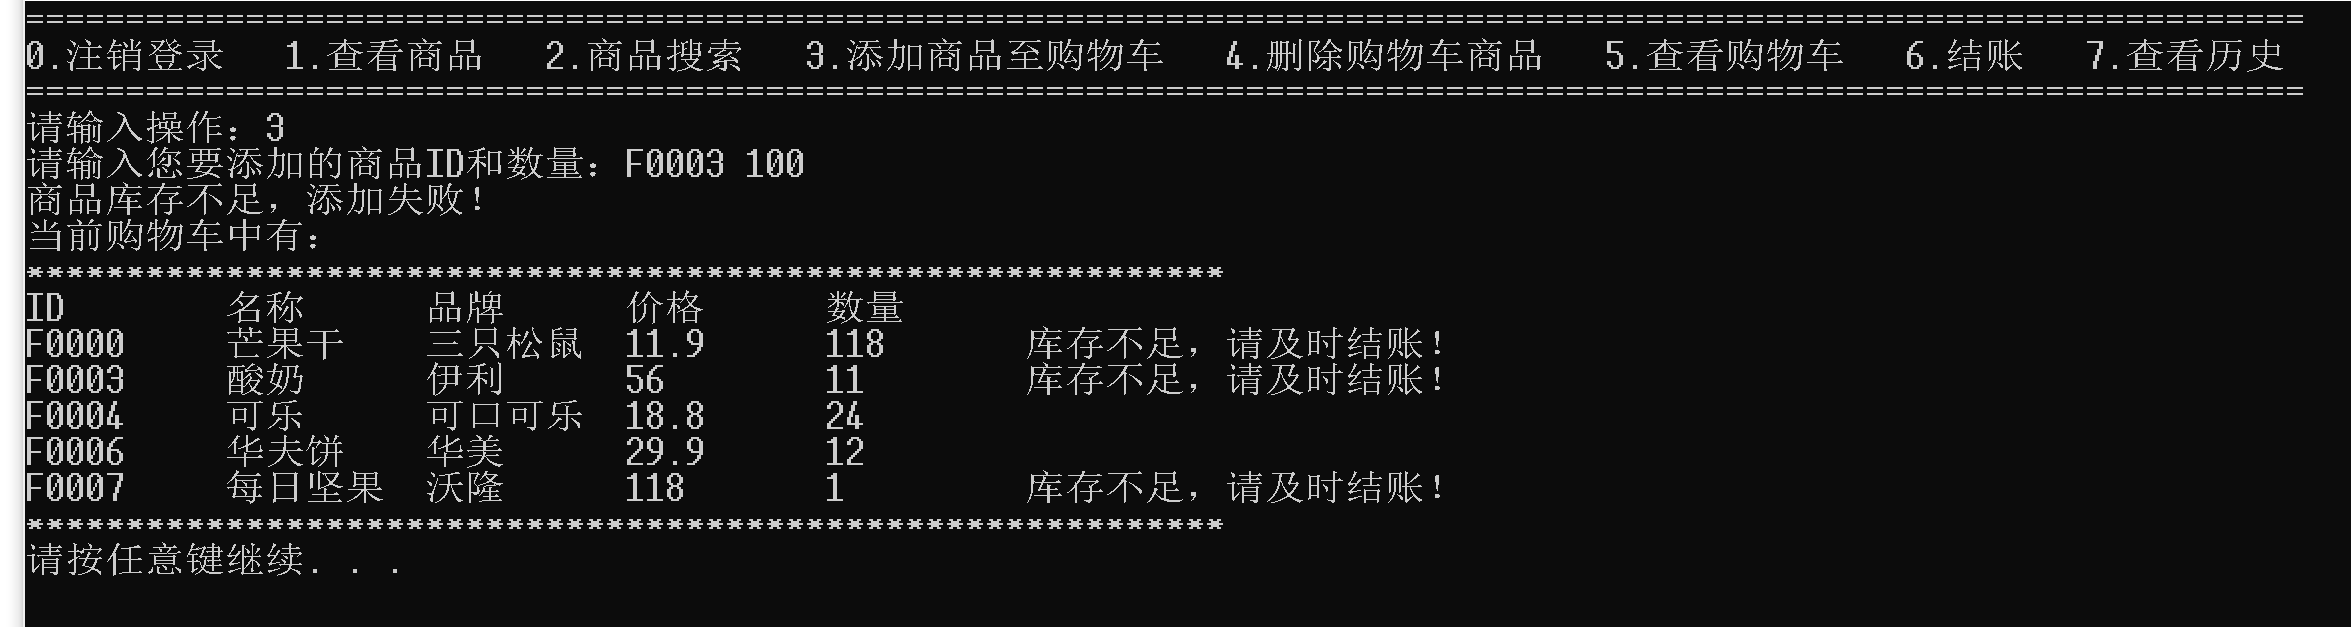 ==================================================================================================================
0.注销登录   1.查看商品   2.商品搜索   3.添加商品至购物车   4.删除购物车商品   5.查看购物车   6.结账   7.查看历史
==================================================================================================================
请输入操作：3
请输入您要添加的商品ID和数量：F0003 100
商品库存不足，添加失败！
当前购物车中有：
************************************************************
ID        名称      品牌      价格      数量
F0000     芒果干    三只松鼠  11.9      118       库存不足，请及时结账！
F0003     酸奶      伊利      56        11        库存不足，请及时结账！
F0004     可乐      可口可乐  18.8      24
F0006     华夫饼    华美      29.9      12
F0007     每日坚果  沃隆      118       1         库存不足，请及时结账！
************************************************************
请按任意键继续. . .